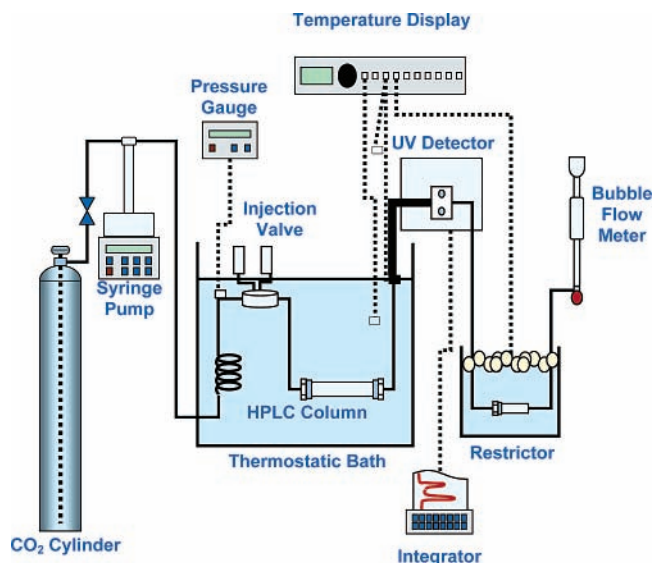 Temperature Display
Pressure
Gauge
UV Detector
Bubble
Flow
Meter
Injection
Valve
Syringe
Pump
HPLC Column
Thermostatic Bath
Restrictor
CO₂ Cylinder
Integrator